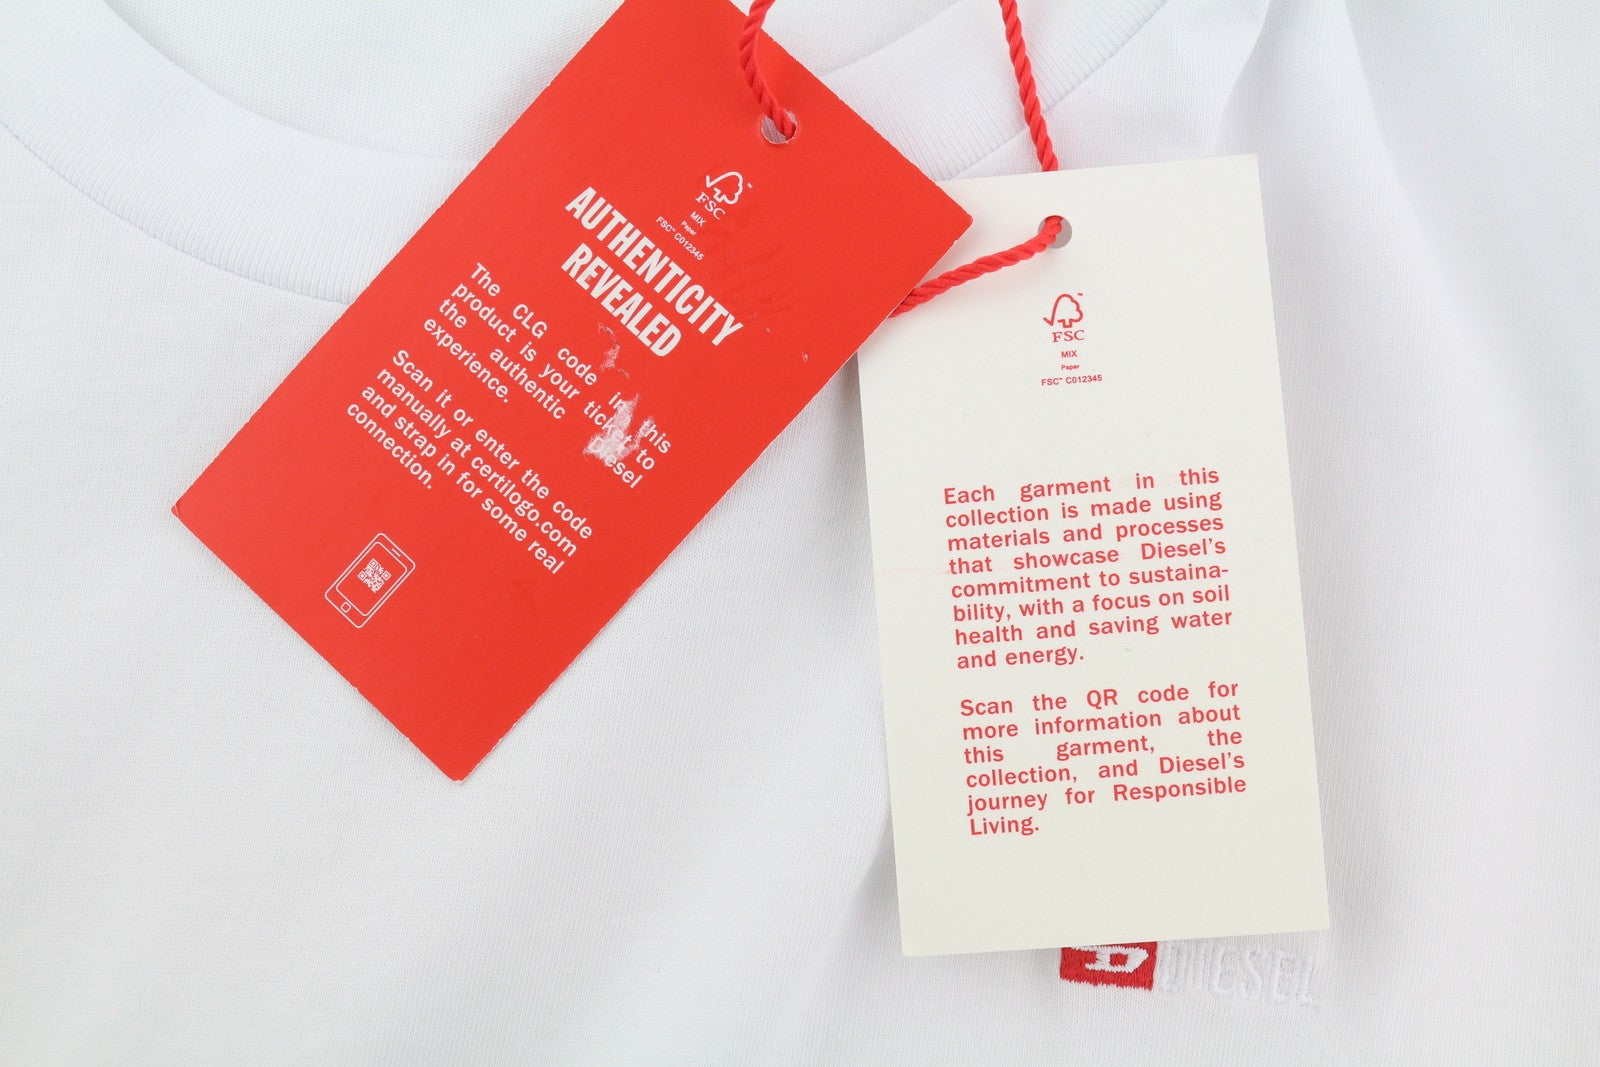 FSC
MIX
Paper
FSC™ C012345
AUTHENTICITY
REVEALED
The CLG code in this
product is your ticket to
the authentic Diesel
experience.
Scan it or enter the code
manually at certilogo.com
and strap in for some real
connection.
FSC
MIX
Paper
FSC™ C012345
Each garment in this
collection is made using
materials and processes
that showcase Diesel's
commitment to sustaina-
bility, with a focus on soil
health and saving water
and energy.
Scan the QR code for
more information about
this garment, the
collection, and Diesel's
journey for Responsible
Living.
D DIESEL